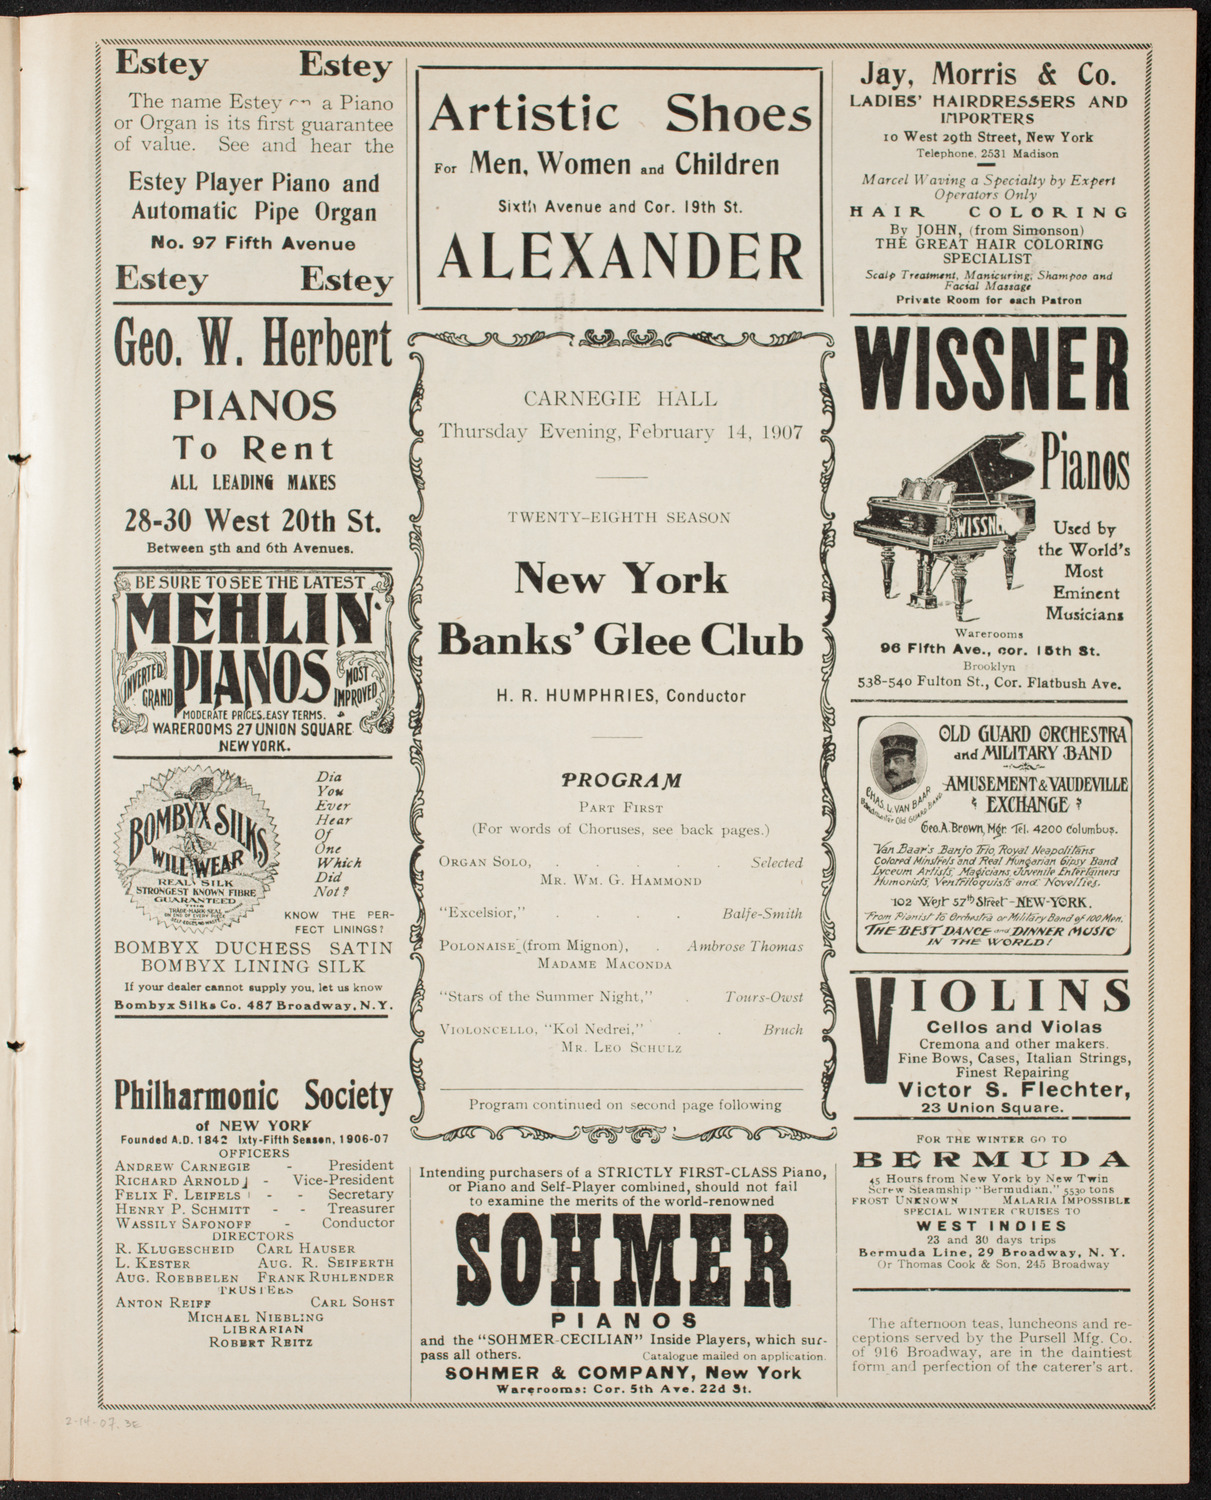 Estey Estey
The name Estey on a Piano
or Organ is its first guarantee
of value. See and hear the
Estey Player Piano and
Automatic Pipe Organ
No. 97 Fifth Avenue
Estey Estey
Geo. W. Herbert
PIANOS
To Rent
ALL LEADING MAKES
28-30 West 20th St.
Between 5th and 6th Avenues.
BE SURE TO SEE THE LATEST
MEHLIN
PIANOS
INVERTED
GRAND
MOST
IMPROVED
MODERATE PRICES. EASY TERMS.
WAREROOMS 27 UNION SQUARE
NEW YORK.
BOMBYX SILKS
WILL WEAR
REAL SILK
STRONGEST KNOWN FIBRE
GUARANTEED
Dia
You
Ever
Hear
Of
One
Which
Did
Not?
KNOW THE PER-
FECT LININGS?
BOMBYX DUCHESS SATIN
BOMBYX LINING SILK
If your dealer cannot supply you, let us know
Bombyx Silks Co. 487 Broadway, N.Y.
Philharmonic Society
of NEW YORK
Founded A.D. 1842 Ixty-Fifth Season, 1906-07
OFFICERS
ANDREW CARNEGIE - President
RICHARD ARNOLD - Vice-President
FELIX F. LEIFELS - - Secretary
HENRY P. SCHMITT - - Treasurer
WASSILY SAFONOFF - Conductor
DIRECTORS
R. KLUGESCHEID CARL HAUSER
L. KESTER AUG. R. SEIFERTH
AUG. ROEBBELEN FRANK RUHLENDER
TRUSTEES
ANTON REIFF CARL SOHST
MICHAEL NIEBLING
LIBRARIAN
ROBERT REITZ
Artistic Shoes
For Men, Women and Children
Sixth Avenue and Cor. 19th St.
ALEXANDER
CARNEGIE HALL
Thursday Evening, February 14, 1907
TWENTY-EIGHTH SEASON
New York
Banks' Glee Club
H. R. HUMPHRIES, Conductor
PROGRAM
PART FIRST
(For words of Choruses, see back pages.)
ORGAN SOLO, . . . . . Selected
MR. WM. G. HAMMOND
"Excelsior," . . . . Balfe-Smith
POLONAISE (from Mignon), . Ambrose Thomas
MADAME MACONDA
"Stars of the Summer Night," . Tours-Owst
VIOLONCELLO, "Kol Nedrei," . . Bruch
MR. LEO SCHULZ
Program continued on second page following
Intending purchasers of a STRICTLY FIRST-CLASS Piano,
or Piano and Self-Player combined, should not fail
to examine the merits of the world-renowned
SOHMER
PIANOS
and the "SOHMER-CECILIAN" Inside Players, which sur-
pass all others. Catalogue mailed on application.
SOHMER & COMPANY, New York
Warerooms: Cor. 5th Ave. 22d St.
Jay, Morris & Co.
LADIES' HAIRDRESSERS AND
IMPORTERS
10 West 29th Street, New York
Telephone, 2531 Madison
Marcel Waving a Specialty by Expert
Operators Only
HAIR COLORING
By JOHN, (from Simonson)
THE GREAT HAIR COLORING
SPECIALIST
Scalp Treatment, Manicuring, Shampoo and
Facial Massage
Private Room for each Patron
WISSNER
Pianos
WISSN
Used by
the World's
Most
Eminent
Musicians
Warerooms
96 Fifth Ave., cor. 15th St.
Brooklyn
538-540 Fulton St., Cor. Flatbush Ave.
OLD GUARD ORCHESTRA
and MILITARY BAND
AMUSEMENT & VAUDEVILLE
EXCHANGE
CHAS. L. VAN BAAR
Bandmaster Old Guard Band
Geo. A. Brown, Mgr. Tel. 4200 Columbus.
Van Baar's Banjo Trio, Royal Neapolitans
Colored Minstrels and Real Hungarian Gipsy Band
Lyceum Artists, Magicians Juvenile Entertainers
Humorists, Ventriloquists and Novelties.
102 West 57th Street - NEW-YORK.
From Pianist to Orchestra or Military Band of 100 Men.
THE BEST DANCE and DINNER MUSIC
IN THE WORLD!
VIOLINS
Cellos and Violas
Cremona and other makers.
Fine Bows, Cases, Italian Strings,
Finest Repairing
Victor S. Flechter,
23 Union Square.
FOR THE WINTER GO TO
BERMUDA
45 Hours from New York by New Twin
Screw Steamship "Bermudian," 5530 tons
FROST UNKNOWN MALARIA IMPOSSIBLE
SPECIAL WINTER CRUISES TO
WEST INDIES
23 and 30 days trips
Bermuda Line, 29 Broadway, N. Y.
Or Thomas Cook & Son, 245 Broadway
The afternoon teas, luncheons and re-
ceptions served by the Pursell Mfg. Co.
of 916 Broadway, are in the daintiest
form and perfection of the caterer's art.
2-14-07.3E